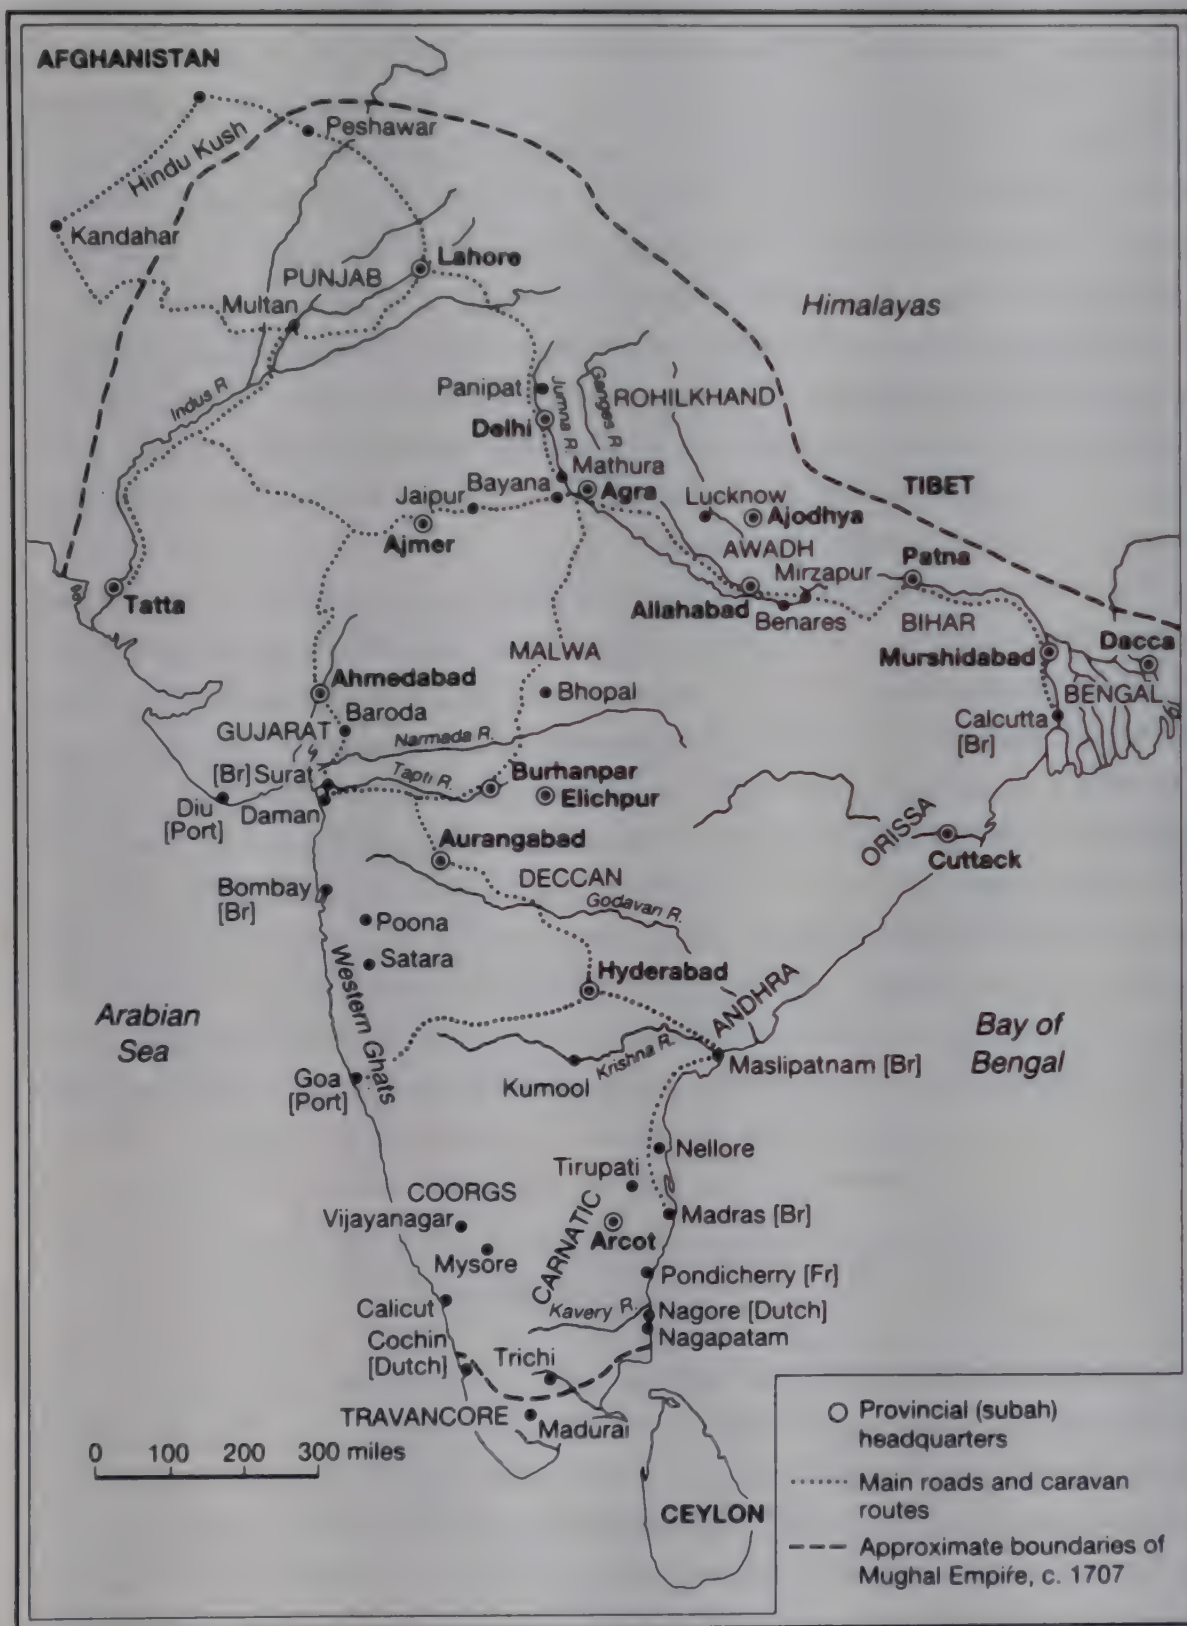 AFGHANISTAN
Hindu Kush
Peshawar
Kandahar
Lahore
PUNJAB
Multan
Himalayas
Indus R.
Panipat
Jumna R.
Ganges R.
ROHILKHAND
Delhi
Mathura
TIBET
Jaipur
Bayana
Agra
Lucknow
Ajodhya
Ajmer
AWADH
Patna
Mirzapur
Tatta
Allahabad
Benares
BIHAR
Murshidabad
Dacca
MALWA
Ahmedabad
Bhopal
BENGAL
Baroda
GUJARAT
Narmada R.
Calcutta
[Br]
[Br] Surat
Tapti R.
Burhanpar
Elichpur
Diu
[Port]
Daman
ORISSA
Cuttack
Aurangabad
DECCAN
Godavari R.
Bombay
[Br]
Poona
Satara
Western Ghats
Hyderabad
ANDHRA
Arabian
Sea
Bay of
Bengal
Krishna R.
Maslipatnam [Br]
Kumool
Goa
[Port]
Nellore
Tirupati
COORGS
Vijayanagar
CARNATIC
Madras [Br]
Arcot
Mysore
Pondicherry [Fr]
Calicut
Kavery R.
Nagore [Dutch]
Nagapatam
Cochin
[Dutch]
Trichi
TRAVANCORE
Madurai
0 100 200 300 miles
CEYLON
Provincial (subah)
headquarters
Main roads and caravan
routes
Approximate boundaries of
Mughal Empire, c. 1707